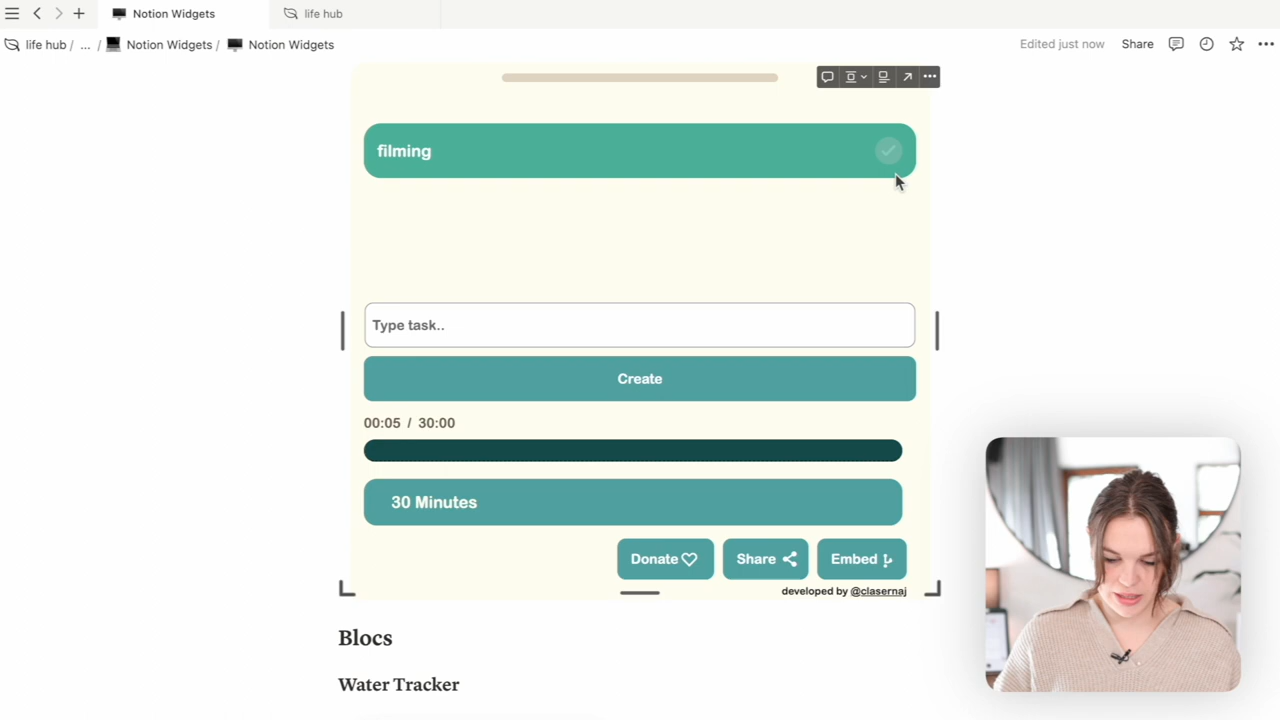 Notion Widgets
life hub
life hub / ... / Notion Widgets / Notion Widgets
Edited just now
Share
filming
Type task..
Create
00:05 / 30:00
30 Minutes
Donate
Share
Embed
developed by @clasernaj
Blocs
Water Tracker